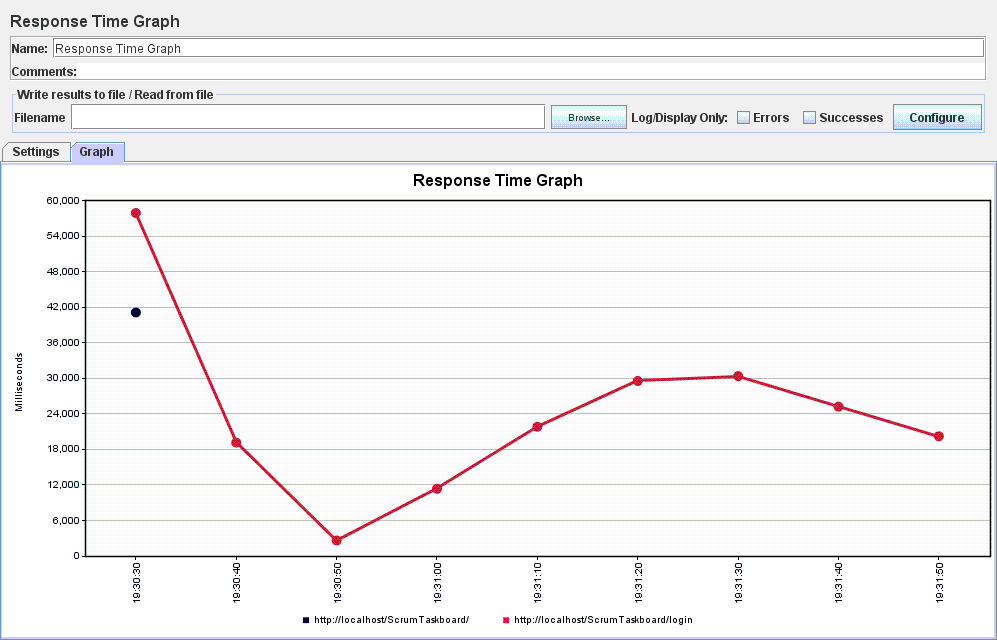 Response Time Graph
Name: Response Time Graph
Comments:
Write results to file / Read from file
Filename Browse... Log/Display Only: Errors Successes Configure
Settings Graph
Response Time Graph
60,000
54,000
48,000
42,000
36,000
30,000
24,000
18,000
12,000
6,000
0
Milliseconds
19:30:30 19:30:40 19:30:50 19:31:00 19:31:10 19:31:20 19:31:30 19:31:40 19:31:50
http://localhost/ScrumTaskboard/ http://localhost/ScrumTaskboard/login